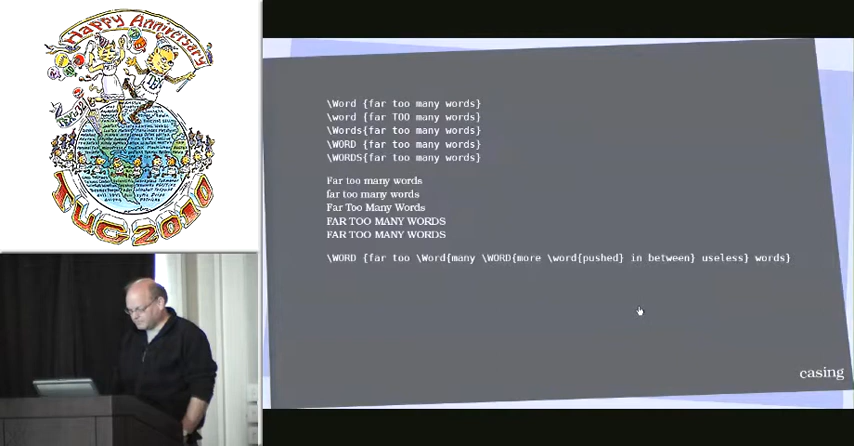 Happy Anniversary
TUG 2010
\Word {far too many words}
\word {far TOO many words}
\Words{far too many words}
\WORD {far too many words}
\WORDS{far too many words}
Far too many words
far too many words
Far Too Many Words
FAR TOO MANY WORDS
FAR TOO MANY WORDS
\WORD {far too \Word{many \WORD{more \word{pushed} in between} useless} words}
casing